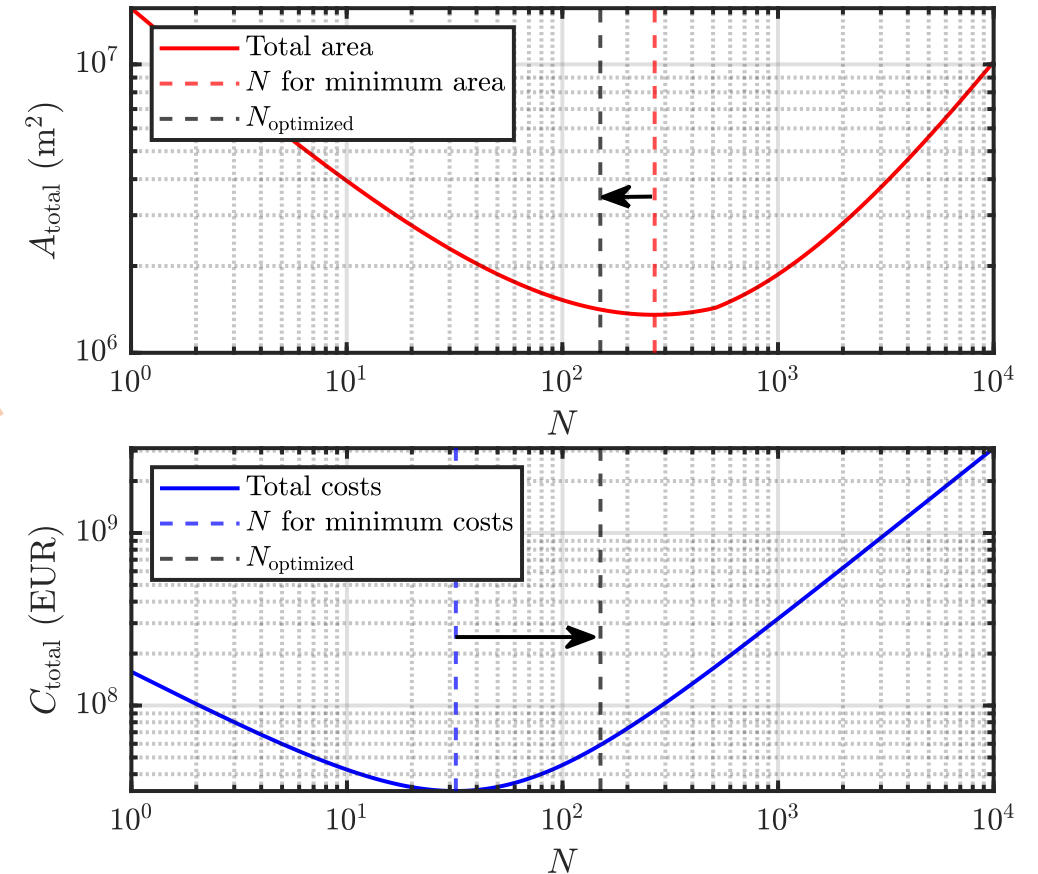 10^7
10^6
A_total (m^2)
Total area
N for minimum area
N_optimized
10^0 10^1 10^2 10^3 10^4
N
10^9
10^8
C_total (EUR)
Total costs
N for minimum costs
N_optimized
10^0 10^1 10^2 10^3 10^4
N